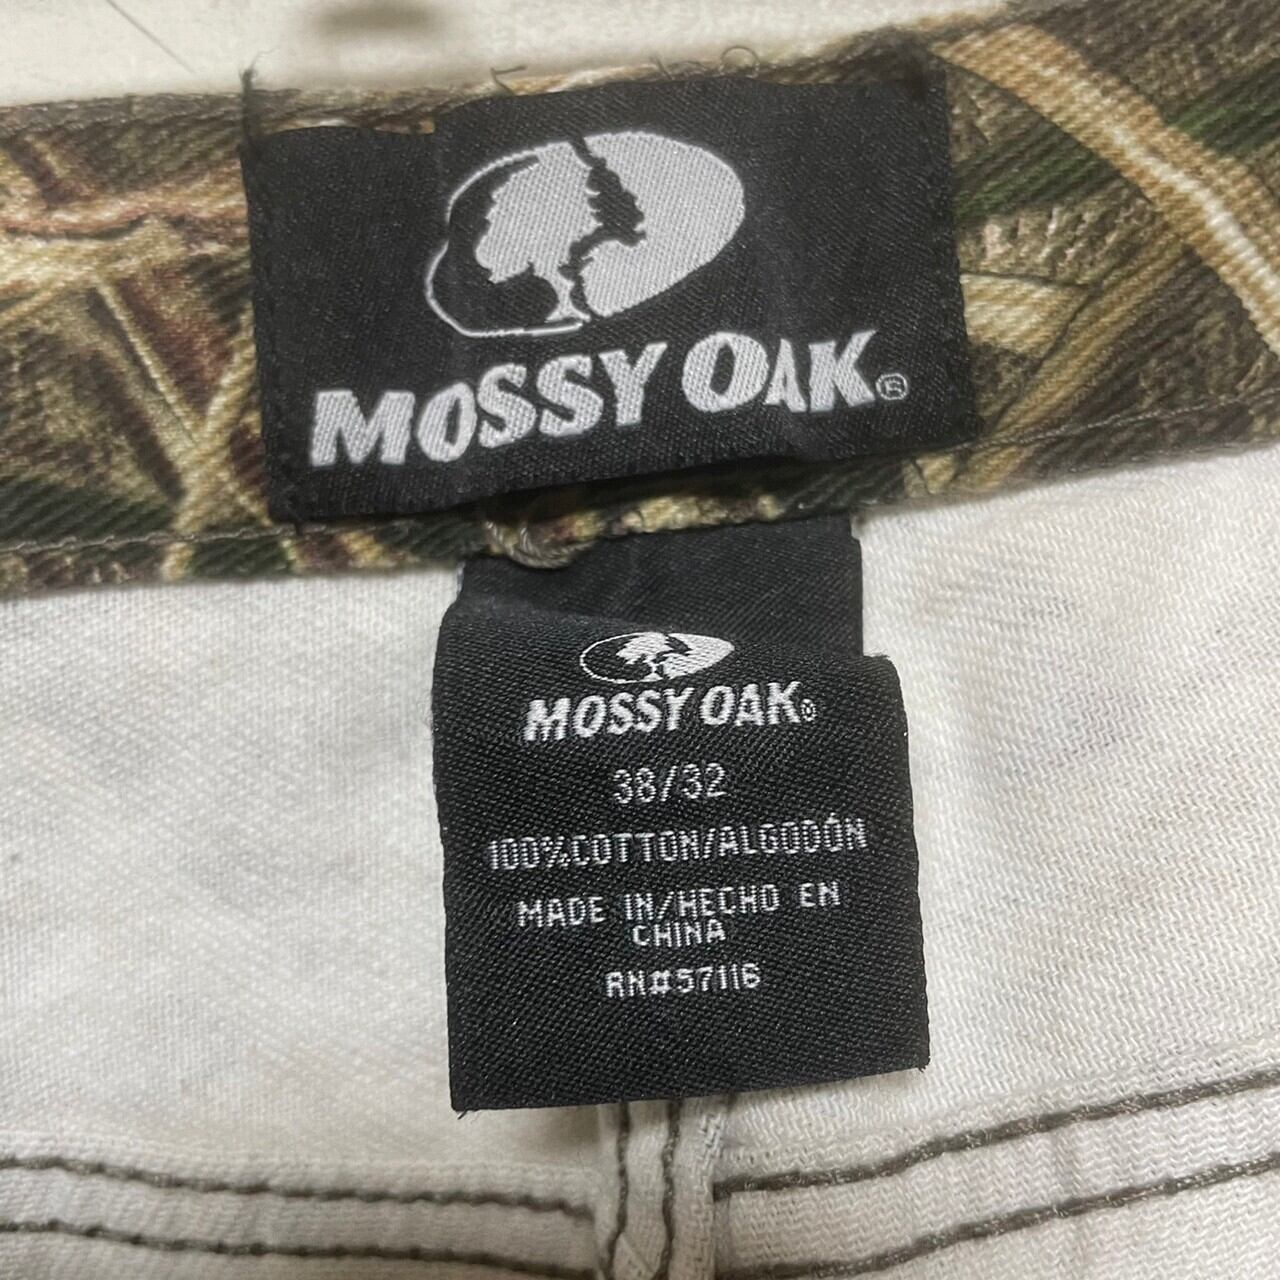 MOSSY OAK®
MOSSY OAK®
38/32
100%COTTON/ALGODÓN
MADE IN/HECHO EN
CHINA
RN#57116